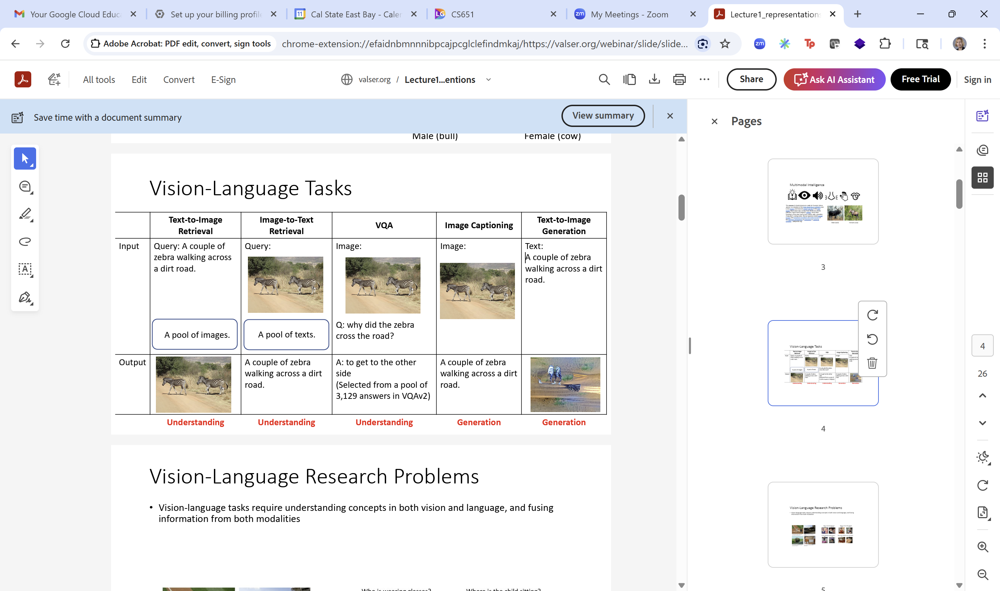 Your Google Cloud Educa
Set up your billing profile
11
Cal State East Bay - Caler
LG
CS651
zm
My Meetings - Zoom
Lecture1_representations
Adobe Acrobat: PDF edit, convert, sign tools
chrome-extension://efaidnbmnnnibpcajpcglclefindmkaj/https://valser.org/webinar/slide/slide...
zm
Tp
All tools
Edit
Convert
E-Sign
valser.org / Lecture1...entions
Share
Ask AI Assistant
Free Trial
Sign in
Save time with a document summary
View summary
Male (bull)
Female (cow)
Vision-Language Tasks
Text-to-Image
Retrieval
Image-to-Text
Retrieval
VQA
Image Captioning
Text-to-Image
Generation
Input
Query: A couple of
zebra walking across
a dirt road.
A pool of images.
Query:
A pool of texts.
Image:
Q: why did the zebra
cross the road?
Image:
Text:
A couple of zebra
walking across a dirt
road.
Output
A couple of zebra
walking across a dirt
road.
A: to get to the other
side
(Selected from a pool of
3,129 answers in VQAv2)
A couple of zebra
walking across a dirt
road.
Understanding
Understanding
Understanding
Generation
Generation
Vision-Language Research Problems
• Vision-language tasks require understanding concepts in both vision and language, and fusing
information from both modalities
Who is wearing glasses?
Where is the child sitting?
Pages
Multimodal Intelligence
3
Vision-Language Tasks
4
Vision-Language Research Problems
5
4
26